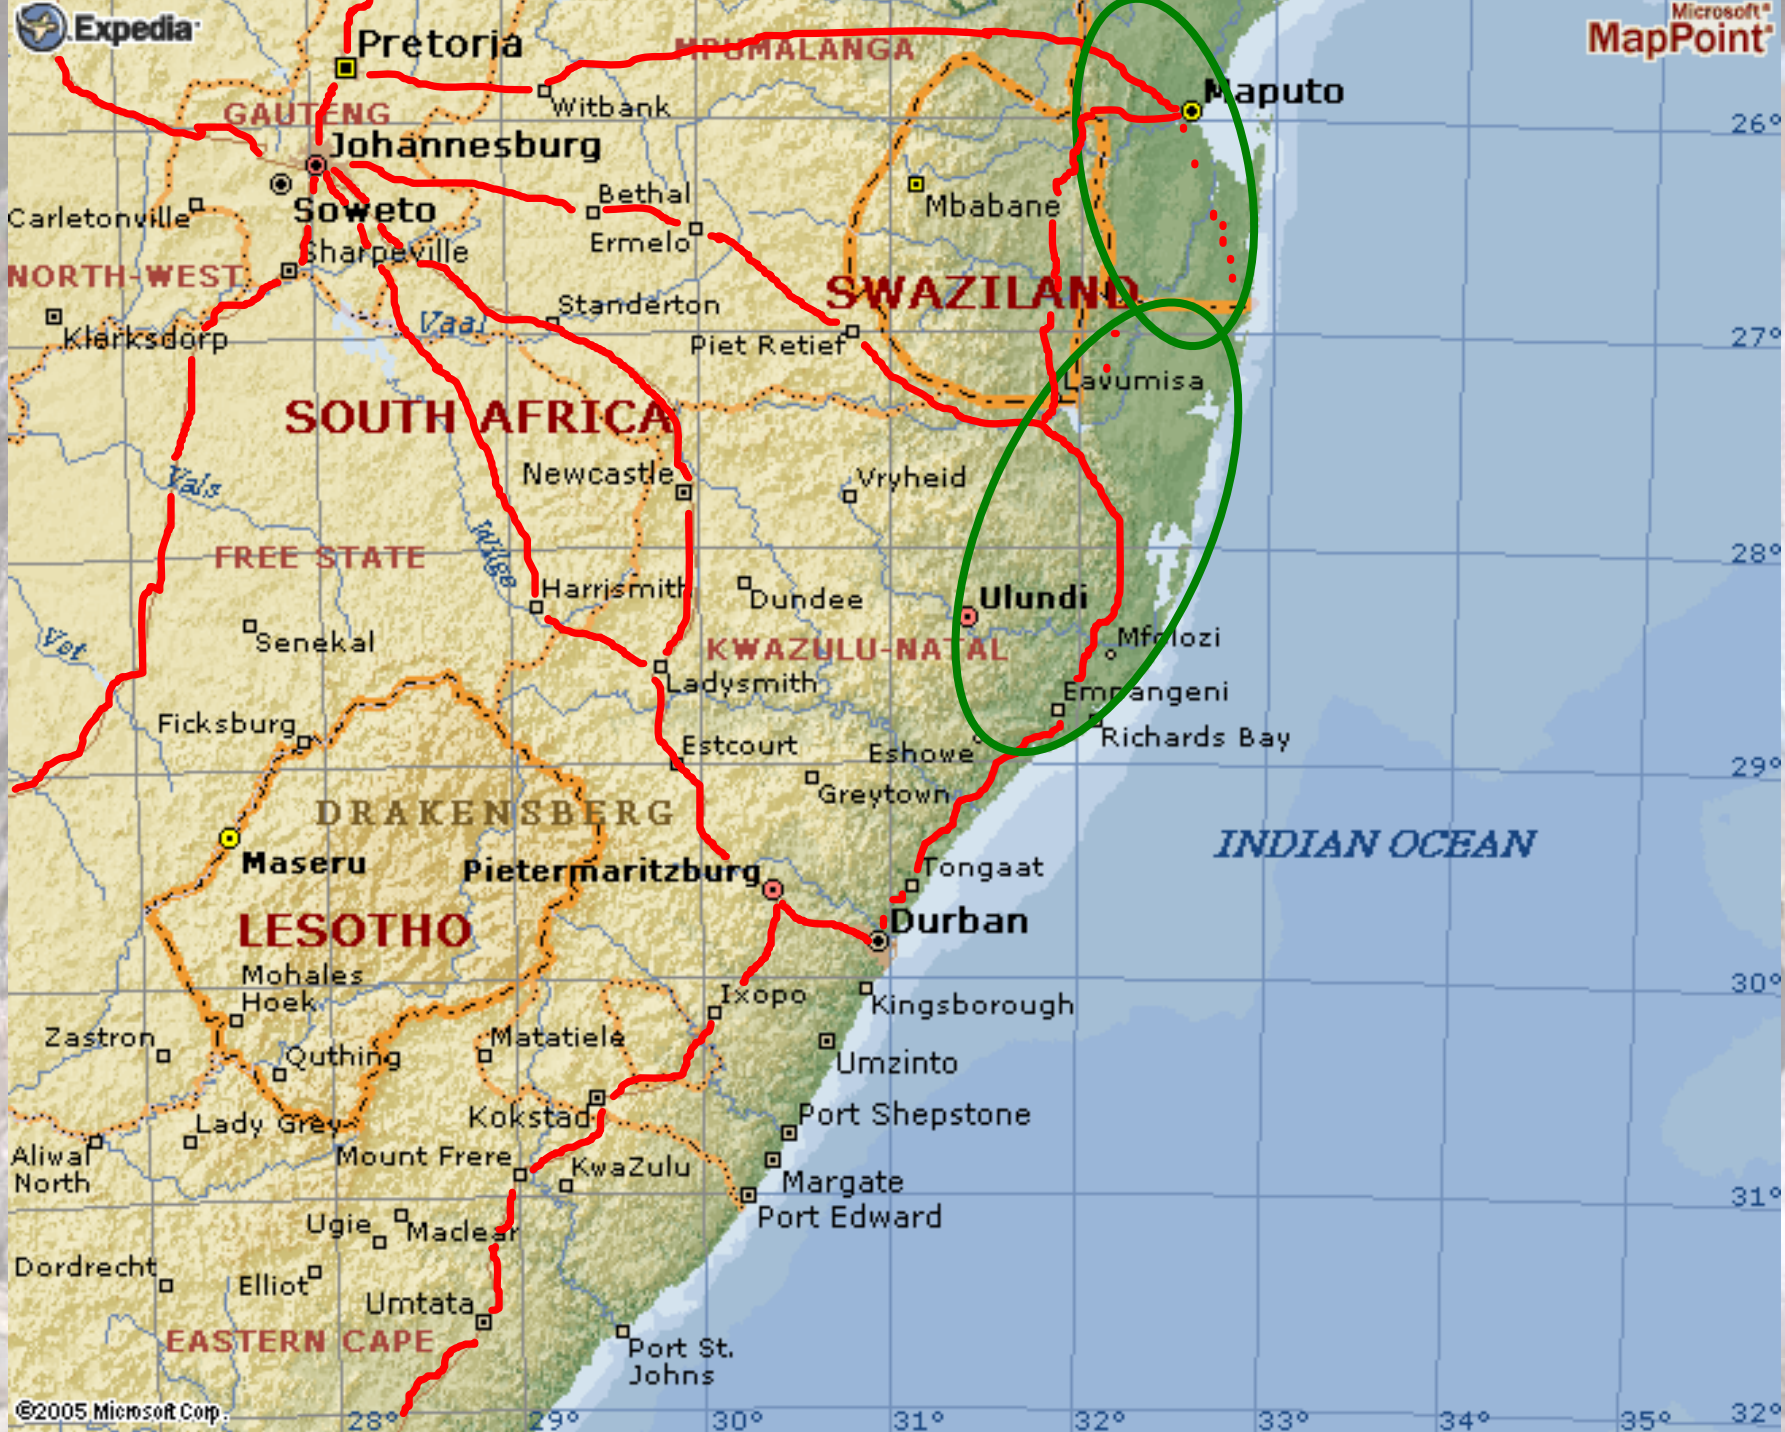 Expedia
Microsoft®
MapPoint®
Pretoria
MPUMALANGA
Witbank
Maputo
GAUTENG
26°
Johannesburg
Bethal
Mbabane
Carletonville
Soweto
Ermelo
Sharpeville
NORTH-WEST
SWAZILAND
Standerton
Klerksdorp
Vaal
Piet Retief
27°
Lavumisa
SOUTH AFRICA
Newcastle
Vryheid
Vals
Wilge
FREE STATE
28°
Harrismith
Dundee
Ulundi
Senekal
Vet
KWAZULU-NATAL
Mfolozi
Ladysmith
Empangeni
Ficksburg
Estcourt
Eshowe
Richards Bay
29°
Greytown
DRAKENSBERG
INDIAN OCEAN
Maseru
Pietermaritzburg
Tongaat
LESOTHO
Durban
Mohales
Hoek
Ixopo
Kingsborough
30°
Zastron
Quthing
Matatiele
Umzinto
Lady Grey
Kokstad
Port Shepstone
Aliwal
North
Mount Frere
KwaZulu
Margate
31°
Port Edward
Ugie
Maclear
Dordrecht
Elliot
Umtata
EASTERN CAPE
Port St.
Johns
©2005 Microsoft Corp.
28°
29°
30°
31°
32°
33°
34°
35°
32°